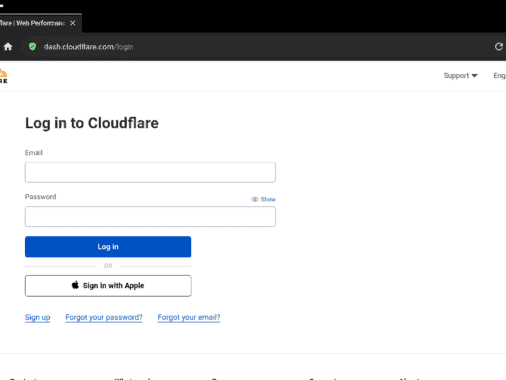 flare | Web Performanc
dash.cloudflare.com/login
Support
Eng
Log in to Cloudflare
Email
Password
Show
Log in
OR
Sign in with Apple
Sign up Forgot your password? Forgot your email?